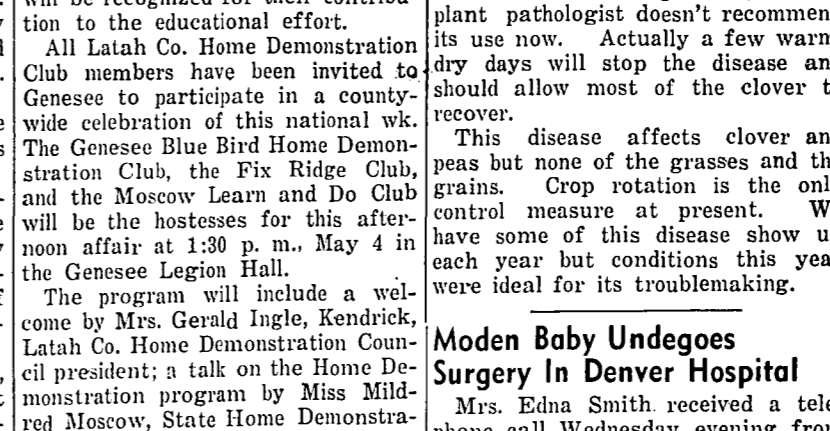 tion to the educational effort.
All Latah Co. Home Demonstration
Club members have been invited to
Genesee to participate in a county-
wide celebration of this national wk.
The Genesee Blue Bird Home Demon-
stration Club, the Fix Ridge Club,
and the Moscow Learn and Do Club
will be the hostesses for this after-
noon affair at 1:30 p. m., May 4 in
the Genesee Legion Hall.
The program will include a wel-
come by Mrs. Gerald Ingle, Kendrick,
Latah Co. Home Demonstration Coun-
cil president; a talk on the Home De-
monstration program by Miss Mild-
red Moscow, State Home Demonstra-
plant pathologist doesn't recommen
its use now. Actually a few warm
dry days will stop the disease an
should allow most of the clover t
recover.
This disease affects clover an
peas but none of the grasses and th
grains. Crop rotation is the onl
control measure at present. W
have some of this disease show u
each year but conditions this yea
were ideal for its troublemaking.
Moden Baby Undegoes
Surgery In Denver Hospital
Mrs. Edna Smith received a tele
phone call Wednesday evening from